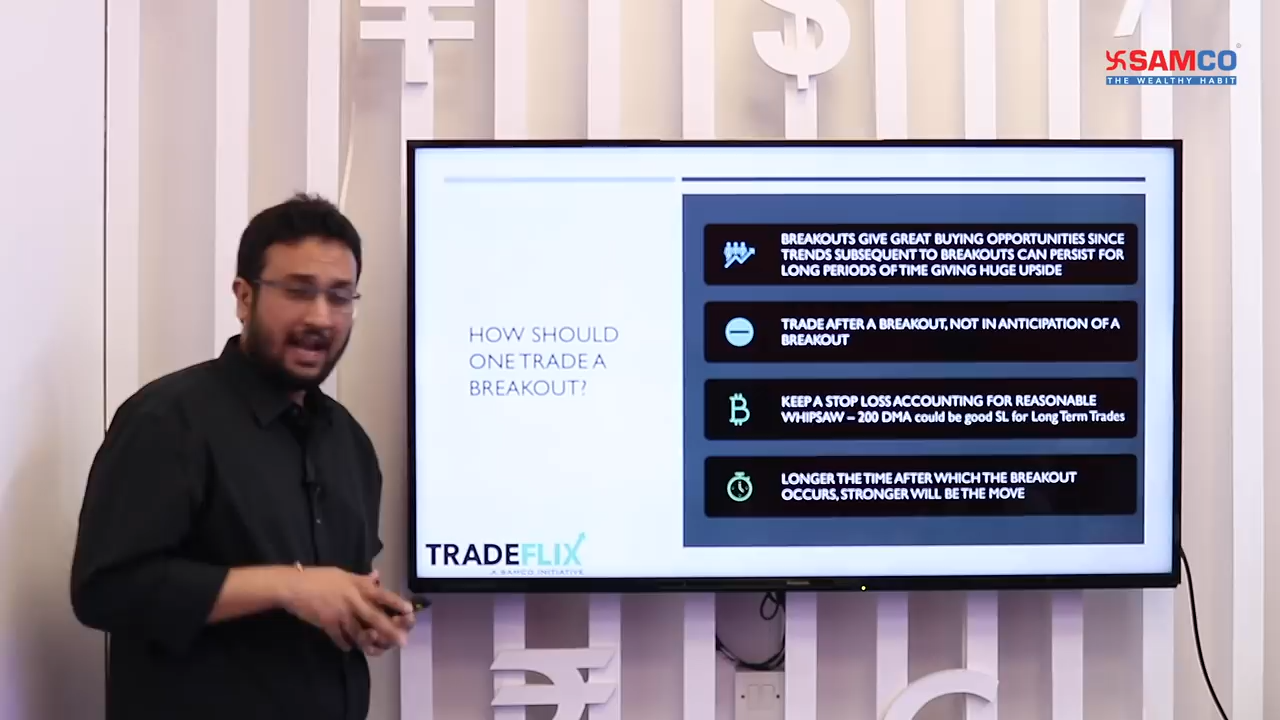 SAMCO
THE WEALTHY HABIT
HOW SHOULD
ONE TRADE A
BREAKOUT?
BREAKOUTS GIVE GREAT BUYING OPPORTUNITIES SINCE
TRENDS SUBSEQUENT TO BREAKOUTS CAN PERSIST FOR
LONG PERIODS OF TIME GIVING HUGE UPSIDE
TRADE AFTER A BREAKOUT, NOT IN ANTICIPATION OF A
BREAKOUT
KEEP A STOP LOSS ACCOUNTING FOR REASONABLE
WHIPSAW – 200 DMA could be good SL for Long Term Trades
LONGER THE TIME AFTER WHICH THE BREAKOUT
OCCURS, STRONGER WILL BE THE MOVE
TRADEFLIX
A SAMCO INITIATIVE